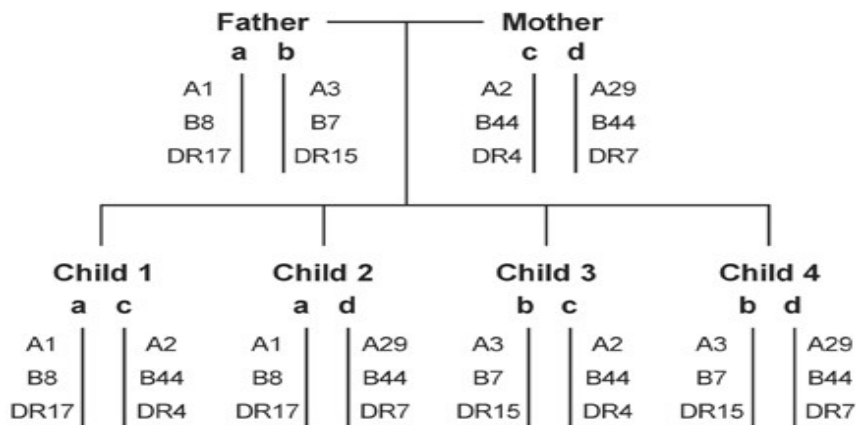 Father Mother
a b c d
A1 A3 A2 A29
B8 B7 B44 B44
DR17 DR15 DR4 DR7
Child 1 Child 2 Child 3 Child 4
a c a d b c b d
A1 A2 A1 A29 A3 A2 A3 A29
B8 B44 B8 B44 B7 B44 B7 B44
DR17 DR4 DR17 DR7 DR15 DR4 DR15 DR7